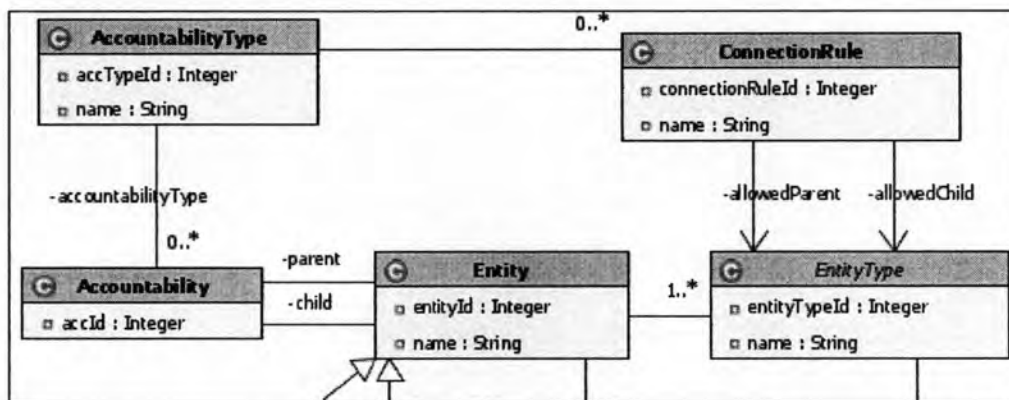 AccountabilityType
accTypeId : Integer
name : String
0..*
ConnectionRule
connectionRuleId : Integer
name : String
-accountabilityType
0..*
-allowedParent
-allowedChild
Accountability
accId : Integer
-parent
-child
Entity
entityId : Integer
name : String
1..*
EntityType
entityTypeId : Integer
name : String